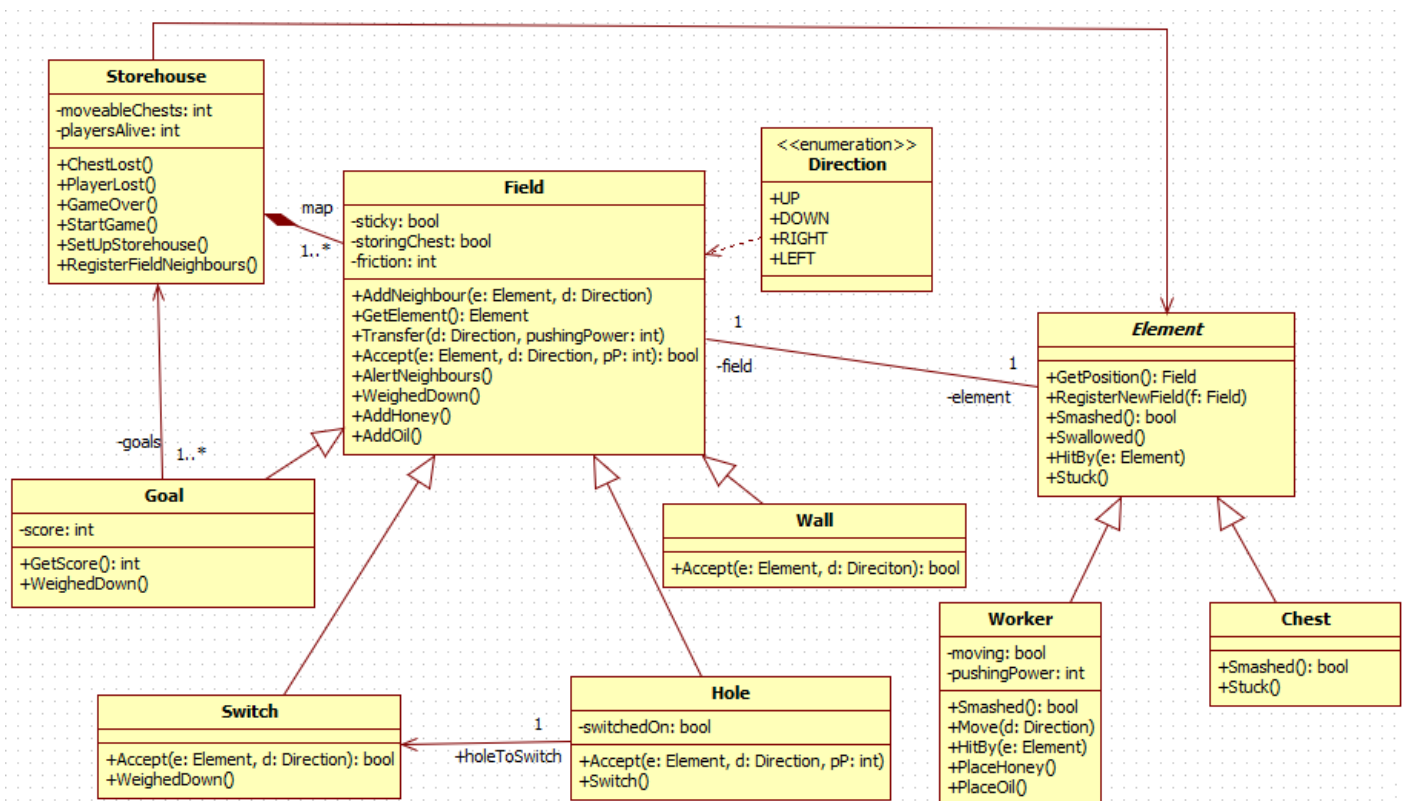 Storehouse
-moveableChests: int
-playersAlive: int
+ChestLost()
+PlayerLost()
+GameOver()
+StartGame()
+SetUpStorehouse()
+RegisterFieldNeighbours()
map
1..*
Field
-sticky: bool
-storingChest: bool
-friction: int
+AddNeighbour(e: Element, d: Direction)
+GetElement(): Element
+Transfer(d: Direction, pushingPower: int)
+Accept(e: Element, d: Direction, pP: int): bool
+AlertNeighbours()
+WeighedDown()
+AddHoney()
+AddOil()
<<enumeration>>
Direction
+UP
+DOWN
+RIGHT
+LEFT
1
-field
1
-element
Element
+GetPosition(): Field
+RegisterNewField(f: Field)
+Smashed(): bool
+Swallowed()
+HitBy(e: Element)
+Stuck()
-goals
1..*
Goal
-score: int
+GetScore(): int
+WeighedDown()
Wall
+Accept(e: Element, d: Direciton): bool
Switch
+Accept(e: Element, d: Direction): bool
+WeighedDown()
1
+holeToSwitch
Hole
-switchedOn: bool
+Accept(e: Element, d: Direction, pP: int)
+Switch()
Worker
-moving: bool
-pushingPower: int
+Smashed(): bool
+Move(d: Direction)
+HitBy(e: Element)
+PlaceHoney()
+PlaceOil()
Chest
+Smashed(): bool
+Stuck()